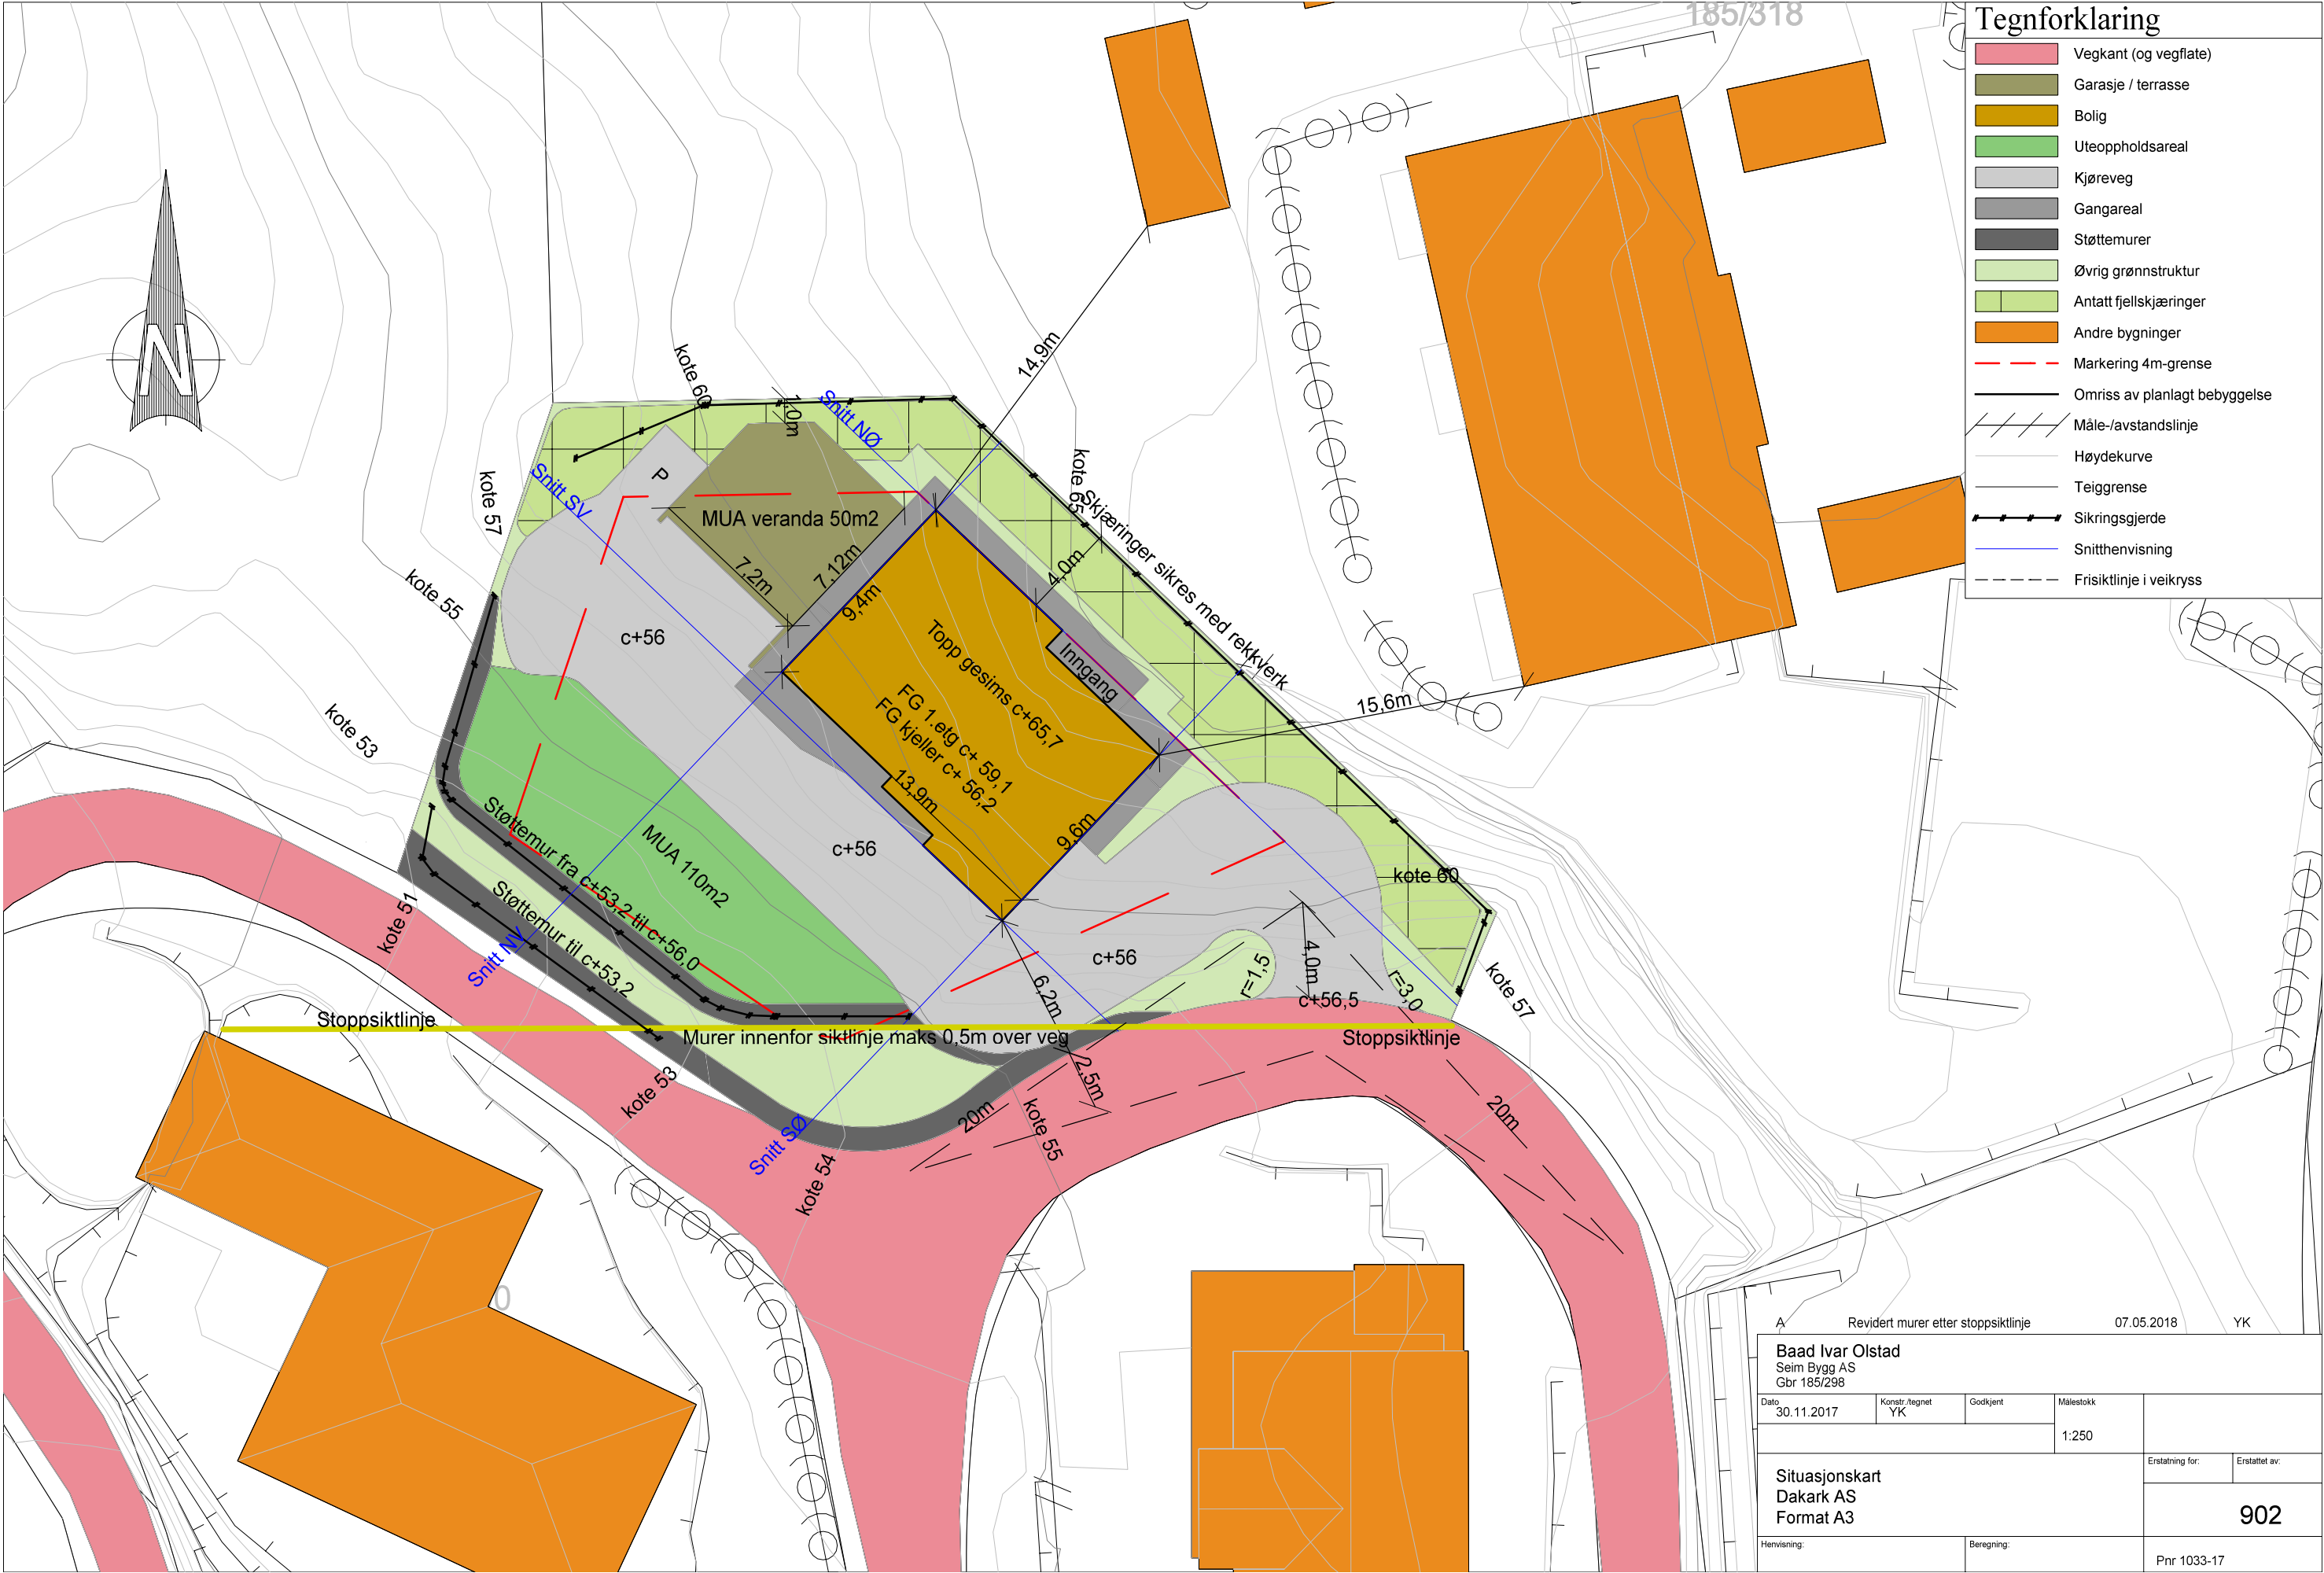 185/318
Tegnforklaring
Vegkant (og vegflate)
Garasje / terrasse
Bolig
Uteoppholdsareal
Kjøreveg
Gangareal
Støttemurer
Øvrig grønnstruktur
Antatt fjellskjæringer
Andre bygninger
Markering 4m-grense
Omriss av planlagt bebyggelse
Måle-/avstandslinje
Høydekurve
Teiggrense
Sikringsgjerde
Snitthenvisning
Frisiktlinje i veikryss
N
14,9m
kote 60
1,0m
Snitt NØ
kote 65
Skjæringer sikres med rekkverk
P
Snitt SV
kote 57
MUA veranda 50m2
7,2m
7,12m
9,4m
4,0m
kote 55
c+56
Topp gesims c+65,7
Inngang
FG 1.etg c+ 59,1
FG kjeller c+ 56,2
15,6m
kote 53
13,9m
9,6m
Støttemur fra c+53,2 til c+56,0
MUA 110m2
c+56
kote 60
kote 51
Støttemur til c+53,2
Snitt NV
c+56
6,2m
r=1,5
4,0m
r=3,0
kote 57
c+56,5
Stoppsiktlinje
Murer innenfor siktlinje maks 0,5m over veg
Stoppsiktlinje
kote 53
2,5m
20m
kote 55
20m
Snitt SØ
kote 54
0
A Revidert murer etter stoppsiktlinje 07.05.2018 YK
Baad Ivar Olstad
Seim Bygg AS
Gbr 185/298
Dato Konstr./tegnet Godkjent Målestokk
30.11.2017 YK
1:250
Situasjonskart
Dakark AS
Format A3
Erstatning for: Erstattet av:
902
Henvisning: Beregning:
Pnr 1033-17